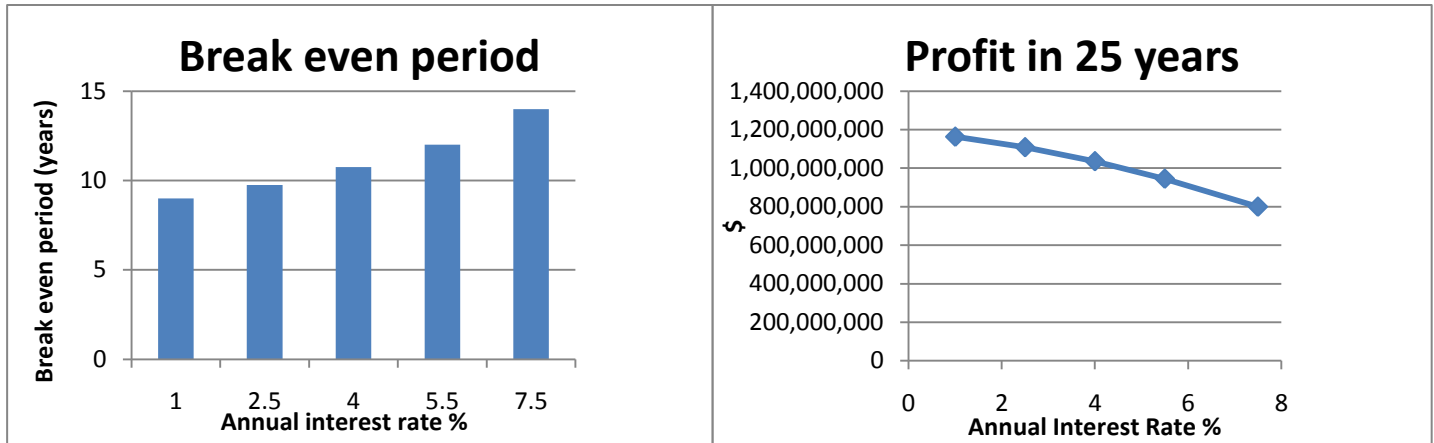 Break even period
Break even period (years)
15
10
5
0
1 2.5 4 5.5 7.5
Annual interest rate %
Profit in 25 years
$
1,400,000,000
1,200,000,000
1,000,000,000
800,000,000
600,000,000
400,000,000
200,000,000
0
0 2 4 6 8
Annual Interest Rate %